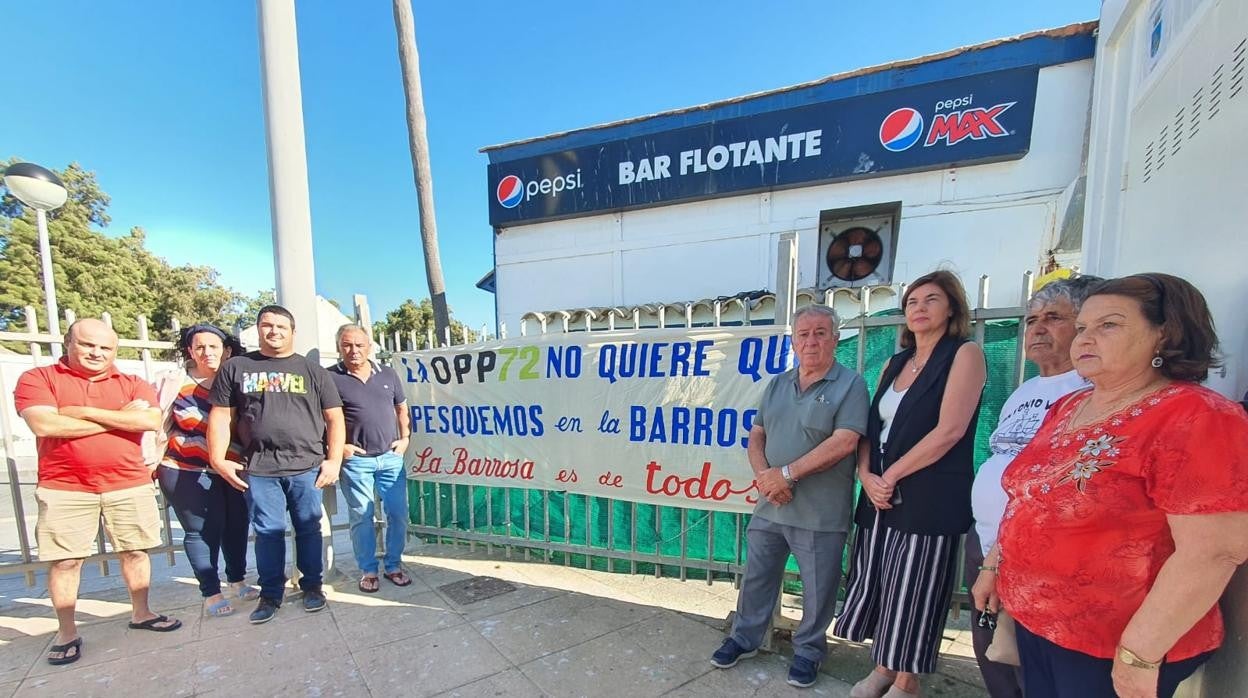 pepsi
BAR FLOTANTE
pepsi
MAX
LA OPP72 NO QUIERE QU
PESQUEMOS en la BARROSA
La Barrosa es de todos
MARVEL